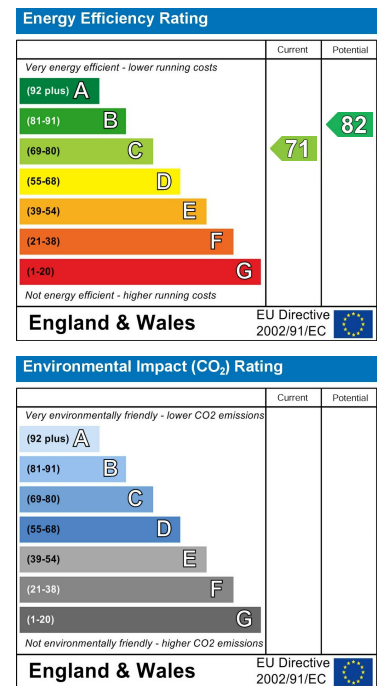 Energy Efficiency Rating
Current Potential
Very energy efficient - lower running costs
(92 plus) A
(81-91) B
82
(69-80) C
71
(55-68) D
(39-54) E
(21-38) F
(1-20) G
Not energy efficient - higher running costs
England & Wales
EU Directive
2002/91/EC
Environmental Impact (CO₂) Rating
Current Potential
Very environmentally friendly - lower CO2 emissions
(92 plus) A
(81-91) B
(69-80) C
(55-68) D
(39-54) E
(21-38) F
(1-20) G
Not environmentally friendly - higher CO2 emissions
England & Wales
EU Directive
2002/91/EC